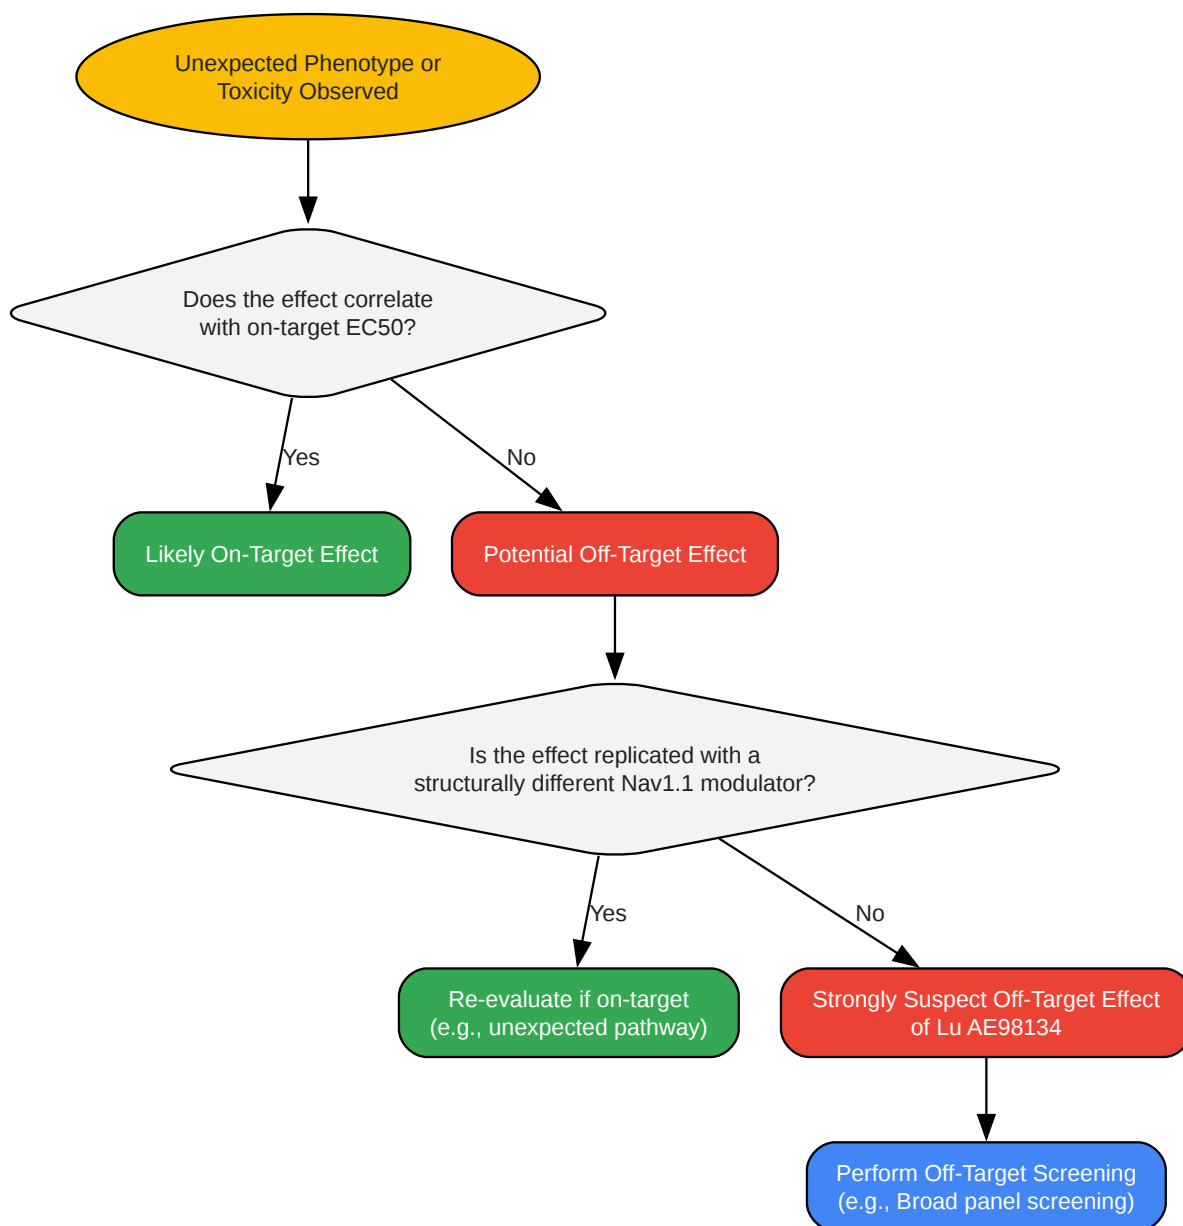 Unexpected Phenotype or
Toxicity Observed
Does the effect correlate
with on-target EC50?
Yes
No
Likely On-Target Effect
Potential Off-Target Effect
Is the effect replicated with a
structurally different Nav1.1 modulator?
Yes
No
Re-evaluate if on-target
(e.g., unexpected pathway)
Strongly Suspect Off-Target Effect
of Lu AE98134
Perform Off-Target Screening
(e.g., Broad panel screening)